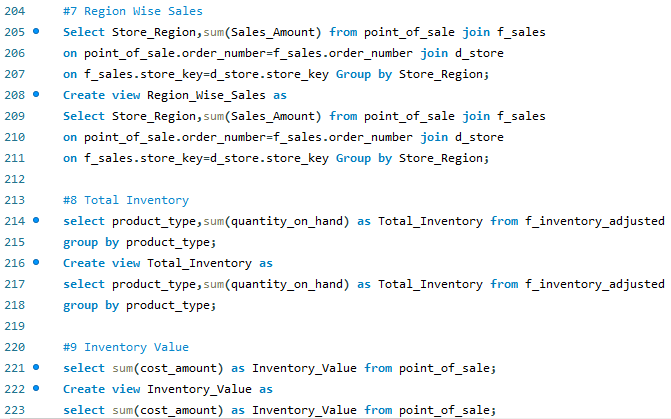 204 #7 Region Wise Sales
205 Select Store_Region,sum(Sales_Amount) from point_of_sale join f_sales
206 on point_of_sale.order_number=f_sales.order_number join d_store
207 on f_sales.store_key=d_store.store_key Group by Store_Region;
208 Create view Region_Wise_Sales as
209 Select Store_Region,sum(Sales_Amount) from point_of_sale join f_sales
210 on point_of_sale.order_number=f_sales.order_number join d_store
211 on f_sales.store_key=d_store.store_key Group by Store_Region;
212
213 #8 Total Inventory
214 select product_type,sum(quantity_on_hand) as Total_Inventory from f_inventory_adjusted
215 group by product_type;
216 Create view Total_Inventory as
217 select product_type,sum(quantity_on_hand) as Total_Inventory from f_inventory_adjusted
218 group by product_type;
219
220 #9 Inventory Value
221 select sum(cost_amount) as Inventory_Value from point_of_sale;
222 Create view Inventory_Value as
223 select sum(cost_amount) as Inventory_Value from point_of_sale;